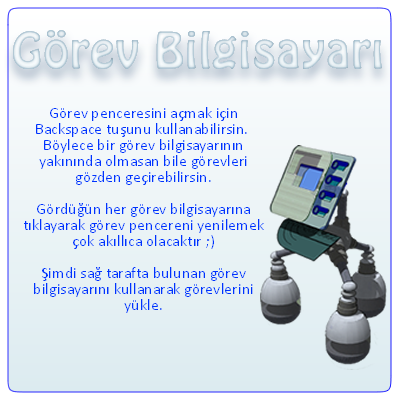 Görev Bilgisayarı
Görev penceresini açmak için
Backspace tuşunu kullanabilirsin.
Böylece bir görev bilgisayarının
yakınında olmasan bile görevleri
gözden geçirebilirsin.
Gördüğün her görev bilgisayarına
tıklayarak görev pencereni yenilemek
çok akıllıca olacaktır ;)
Şimdi sağ tarafta bulunan görev
bilgisayarını kullanarak görevlerini
yükle.